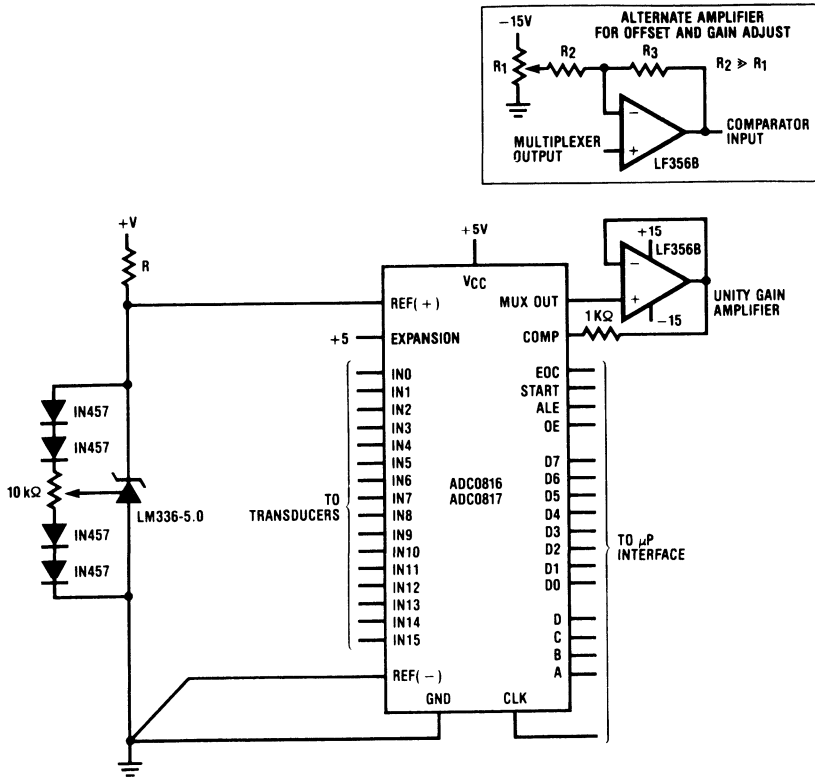 ALTERNATE AMPLIFIER
FOR OFFSET AND GAIN ADJUST
-15V
R1
R2
R3
R2 ≫ R1
MULTIPLEXER
OUTPUT
-
+
LF356B
COMPARATOR
INPUT
+V
R
+5V
VCC
REF(+)
MUX OUT
+15
LF356B
-
+
-15
UNITY GAIN
AMPLIFIER
+5
EXPANSION
COMP
1KΩ
IN0
IN1
IN2
IN3
IN4
IN5
IN6
IN7
IN8
IN9
IN10
IN11
IN12
IN13
IN14
IN15
EOC
START
ALE
OE
D7
D6
D5
D4
D3
D2
D1
D0
D
C
B
A
ADC0816
ADC0817
TO
TRANSDUCERS
TO µP
INTERFACE
IN457
IN457
10 kΩ
LM336-5.0
IN457
IN457
REF(-)
GND
CLK